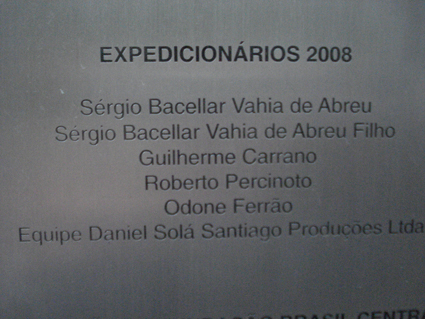 EXPEDICIONÁRIOS 2008
Sérgio Bacellar Vahia de Abreu
Sérgio Bacellar Vahia de Abreu Filho
Guilherme Carrano
Roberto Percinoto
Odone Ferrão
Equipe Daniel Solá Santiago Produções Ltda
BRASIL